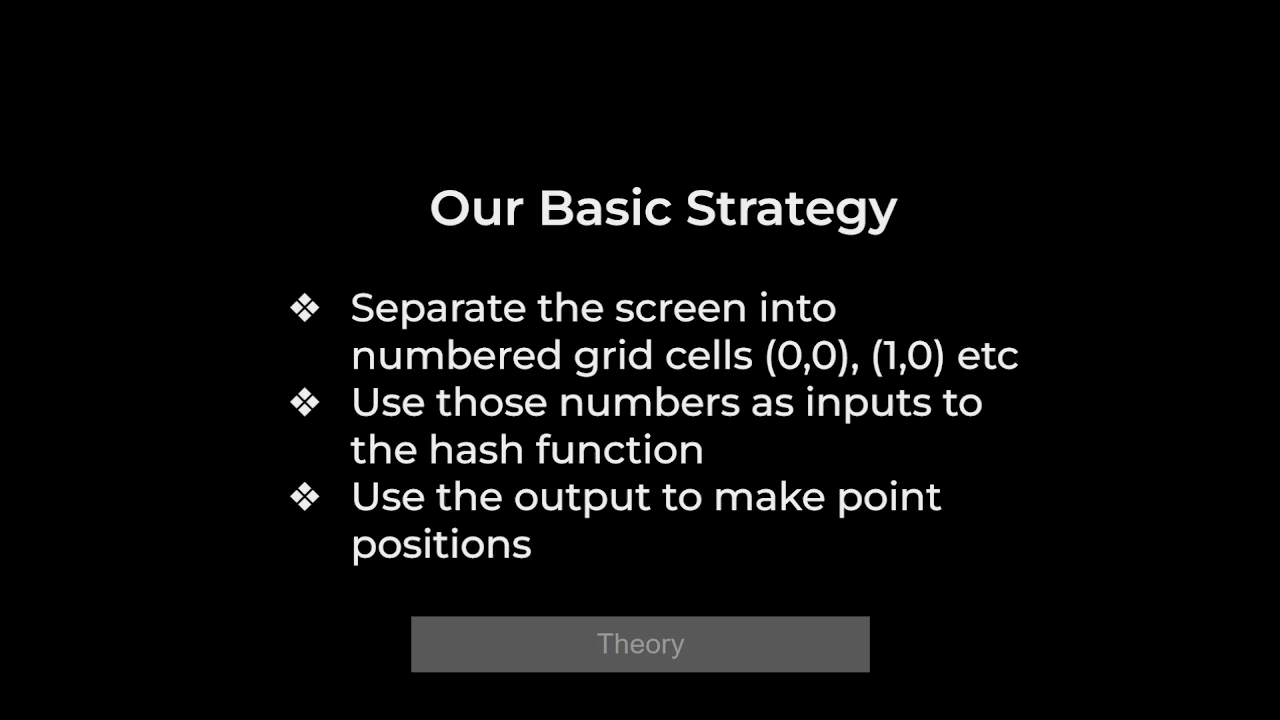 Our Basic Strategy
❖ Separate the screen into
numbered grid cells (0,0), (1,0) etc
❖ Use those numbers as inputs to
the hash function
❖ Use the output to make point
positions
Theory